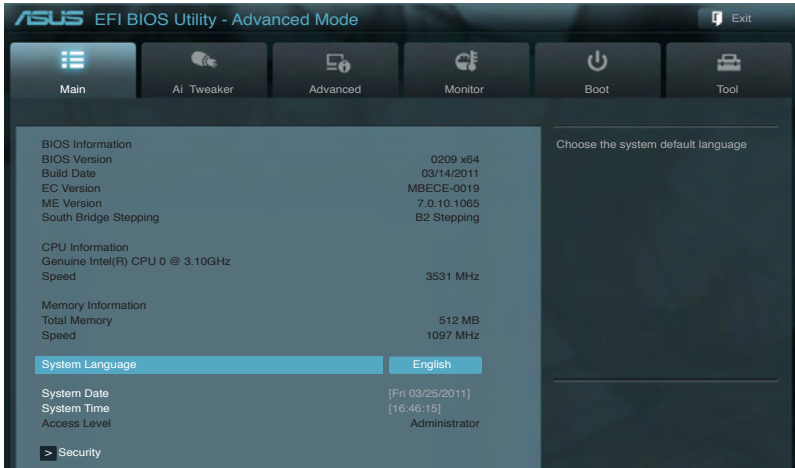 ASUS EFI BIOS Utility - Advanced Mode
Exit
Main
Ai Tweaker
Advanced
Monitor
Boot
Tool
BIOS Information
BIOS Version 0209 x64
Build Date 03/14/2011
EC Version MBECE-0019
ME Version 7.0.10.1065
South Bridge Stepping B2 Stepping
CPU Information
Genuine Intel(R) CPU 0 @ 3.10GHz
Speed 3531 MHz
Memory Information
Total Memory 512 MB
Speed 1097 MHz
System Language English
System Date [Fri 03/25/2011]
System Time [16:46:15]
Access Level Administrator
> Security
Choose the system default language